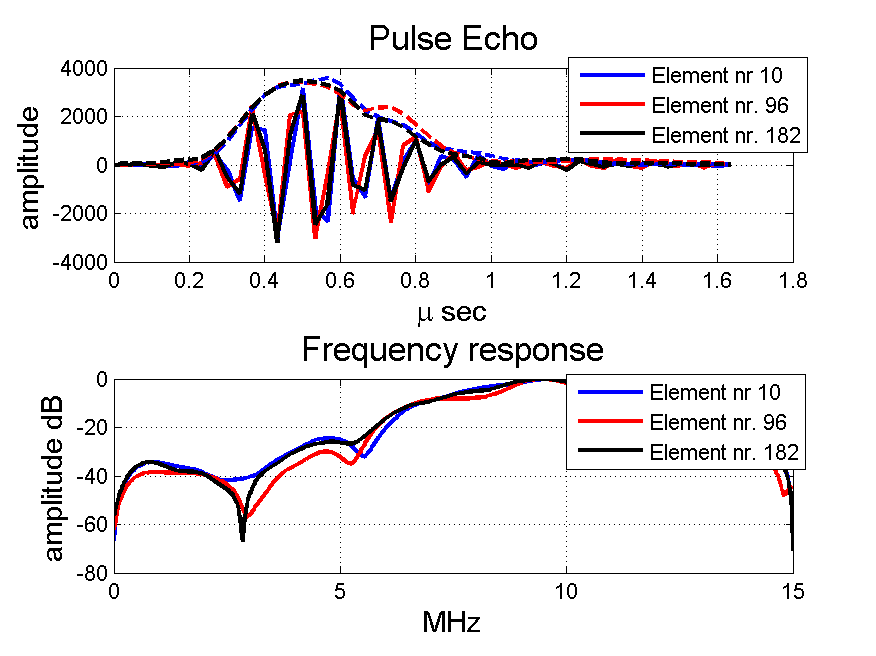 Pulse Echo
4000
2000
0
-2000
-4000
amplitude
Element nr 10
Element nr. 96
Element nr. 182
0 0.2 0.4 0.6 0.8 1 1.2 1.4 1.6 1.8
μ sec
Frequency response
0
-20
-40
-60
-80
amplitude dB
Element nr 10
Element nr. 96
Element nr. 182
0 5 10 15
MHz